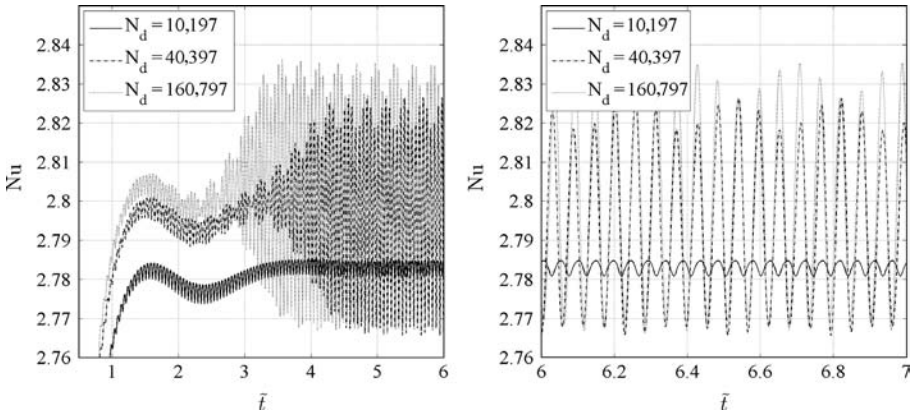 2.84
2.83
2.82
2.81
2.8
2.79
2.78
2.77
2.76
Nu
N_d = 10,197
N_d = 40,397
N_d = 160,797
1 2 3 4 5 6
t̃
2.84
2.83
2.82
2.81
2.8
2.79
2.78
2.77
2.76
Nu
N_d = 10,197
N_d = 40,397
N_d = 160,797
6 6.2 6.4 6.6 6.8 7
t̃